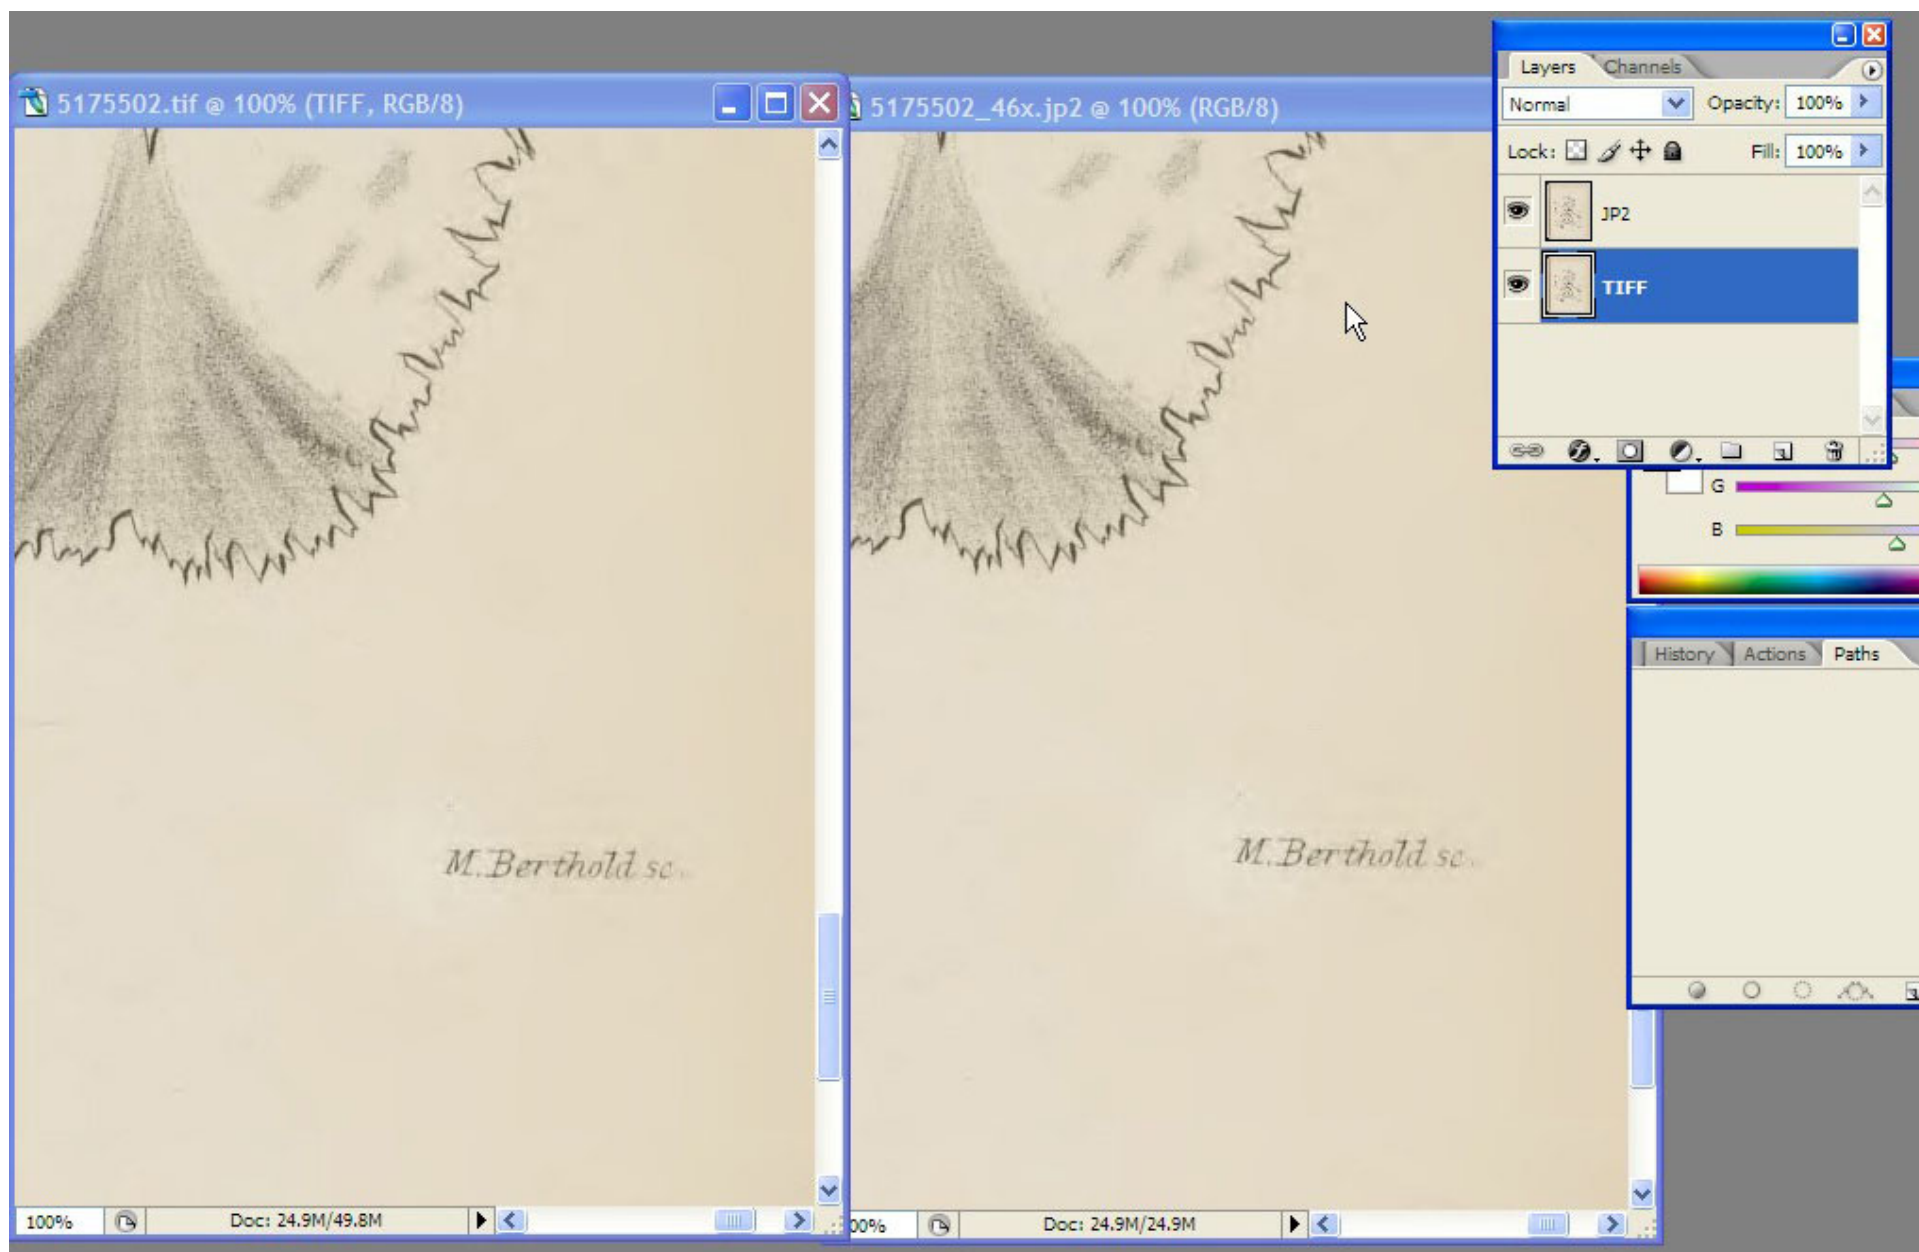 5175502.tif @ 100% (TIFF, RGB/8)
M. Berthold sc.
100%
Doc: 24.9M/49.8M
5175502_46x.jp2 @ 100% (RGB/8)
M. Berthold sc.
00%
Doc: 24.9M/24.9M
Layers Channels
Normal Opacity: 100%
Lock: Fill: 100%
JP2
TIFF
G
B
History Actions Paths